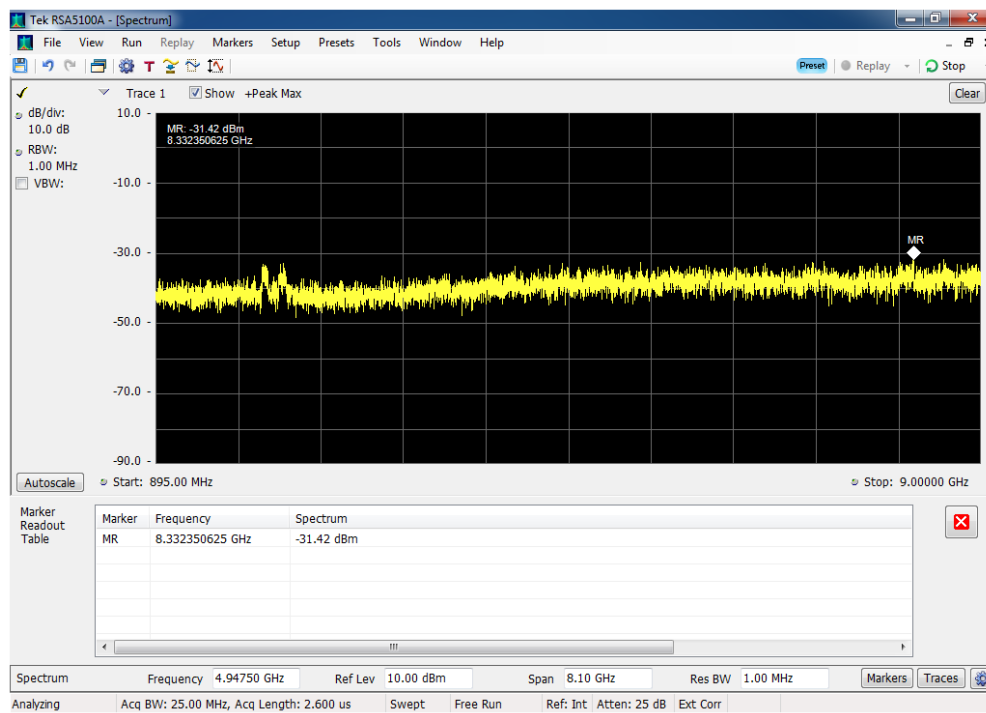 Tek RSA5100A - [Spectrum]
File View Run Replay Markers Setup Presets Tools Window Help
T Preset Replay Stop
Trace 1 Show +Peak Max Clear
dB/div:
10.0 dB
RBW:
1.00 MHz
VBW:
10.0 -
-10.0 -
-30.0 -
-50.0 -
-70.0 -
-90.0 -
MR: -31.42 dBm
8.332350625 GHz
MR
Autoscale Start: 895.00 MHz Stop: 9.00000 GHz
Marker
Readout
Table
Marker Frequency Spectrum
MR 8.332350625 GHz -31.42 dBm
Spectrum Frequency 4.94750 GHz Ref Lev 10.00 dBm Span 8.10 GHz Res BW 1.00 MHz Markers Traces
Analyzing Acq BW: 25.00 MHz, Acq Length: 2.600 us Swept Free Run Ref: Int Atten: 25 dB Ext Corr